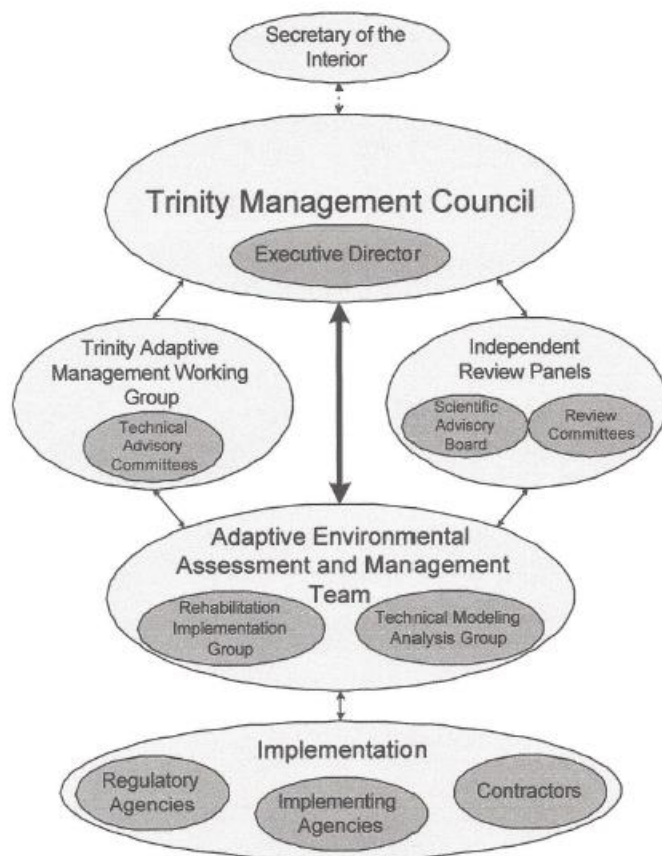 Secretary of the
Interior
Trinity Management Council
Executive Director
Trinity Adaptive
Management Working
Group
Technical
Advisory
Committees
Independent
Review Panels
Scientific
Advisory
Board
Review
Committees
Adaptive Environmental
Assessment and Management
Team
Rehabilitation
Implementation
Group
Technical Modeling
Analysis Group
Implementation
Regulatory
Agencies
Implementing
Agencies
Contractors